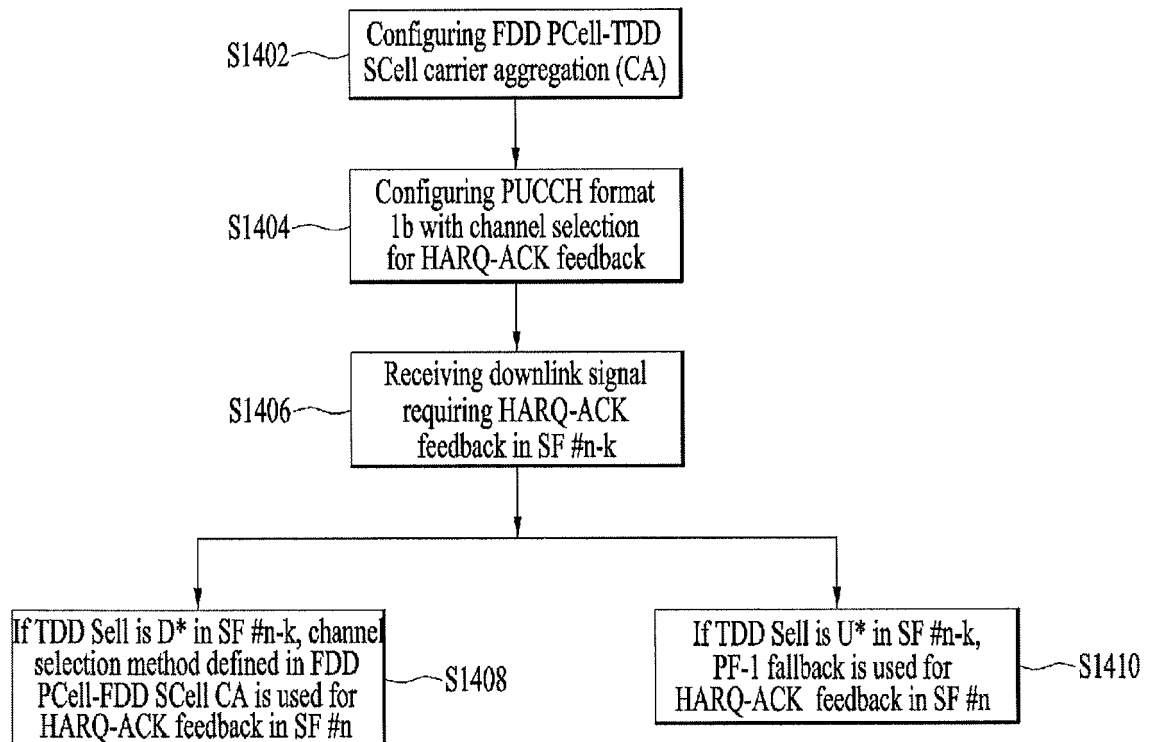 S1402
Configuring FDD PCell-TDD
SCell carrier aggregation (CA)
S1404
Configuring PUCCH format
1b with channel selection
for HARQ-ACK feedback
S1406
Receiving downlink signal
requiring HARQ-ACK
feedback in SF #n-k
If TDD Sell is D* in SF #n-k, channel
selection method defined in FDD
PCell-FDD SCell CA is used for
HARQ-ACK feedback in SF #n
S1408
If TDD Sell is U* in SF #n-k,
PF-1 fallback is used for
HARQ-ACK feedback in SF #n
S1410